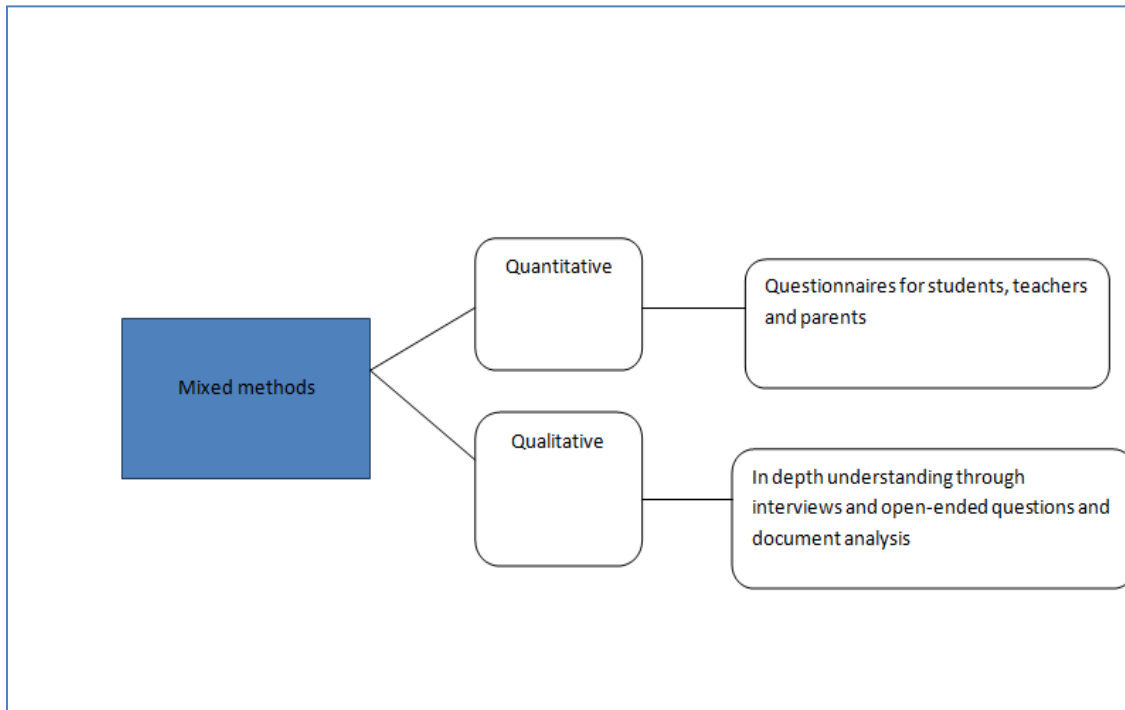 Quantitative
Questionnaires for students, teachers
and parents
Mixed methods
Qualitative
In depth understanding through
interviews and open-ended questions and
document analysis